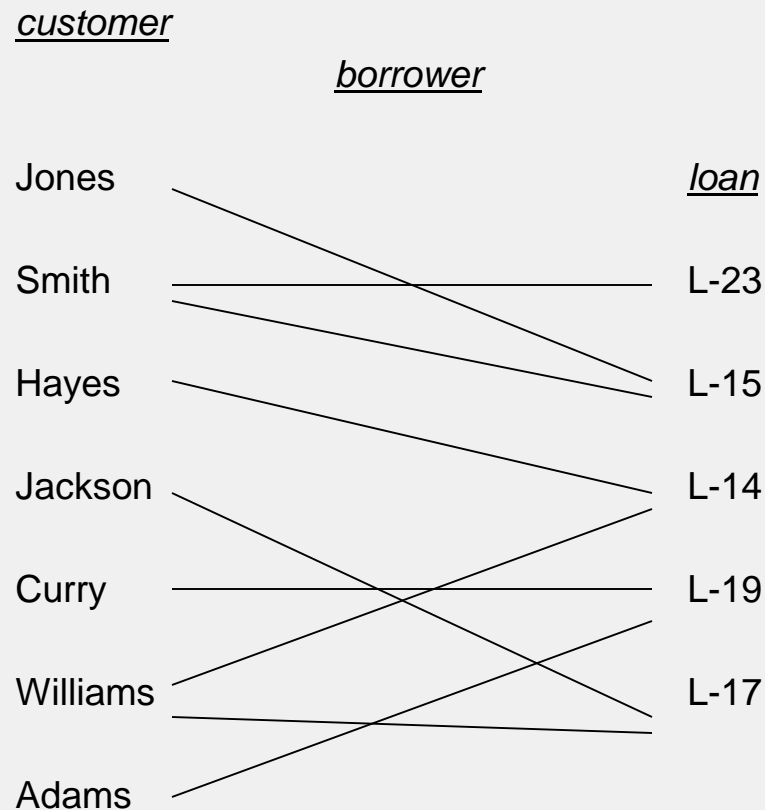 customer
borrower
Jones
loan
Smith
L-23
Hayes
L-15
Jackson
L-14
Curry
L-19
Williams
L-17
Adams